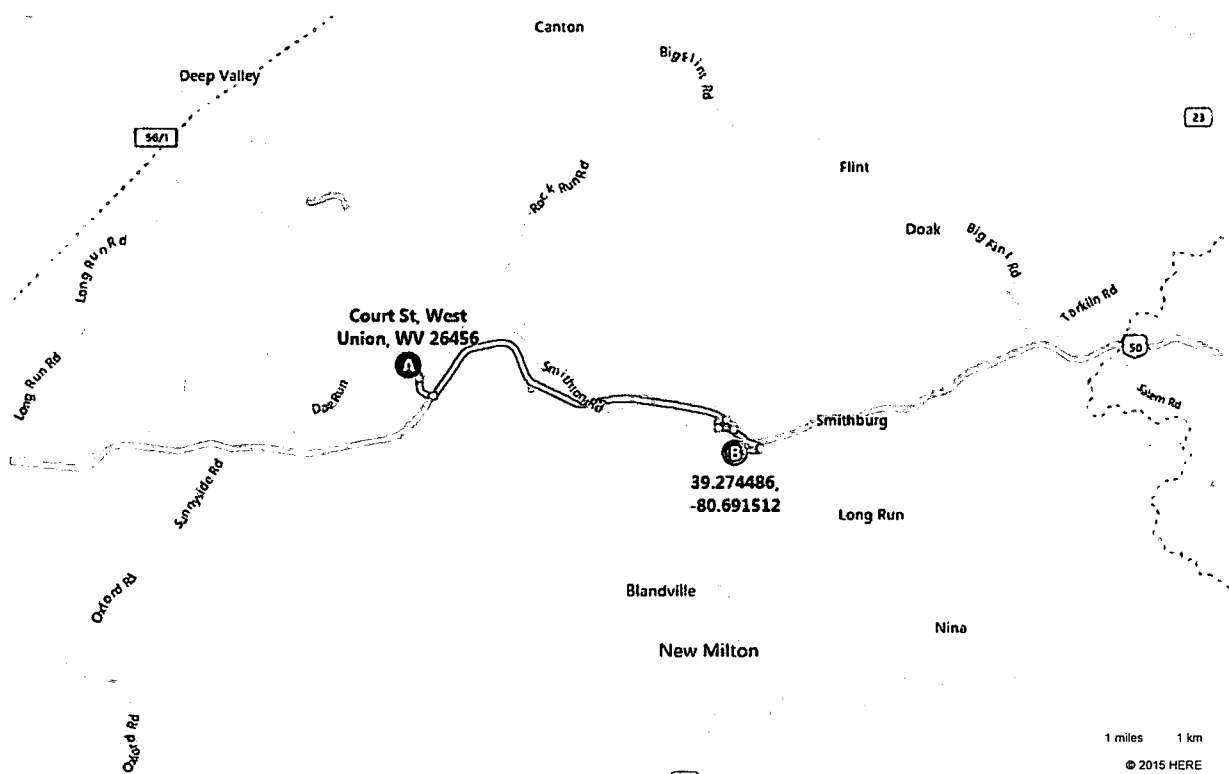 Canton
Big Flint Rd
Deep Valley
56/1
23
Flint
Rock Run Rd
Doak
Big Flint Rd
Long Run Rd
Tarkiln Rd
Court St, West
Union, WV 26456
A
50
Long Run Rd
Doe Run
Smithton Rd
Salem Rd
Smithburg
B
39.274486,
-80.691512
Sunnyside Rd
Long Run
Oxford Rd
Blandville
Nina
New Milton
Oxford Rd
1 miles 1 km
© 2015 HERE